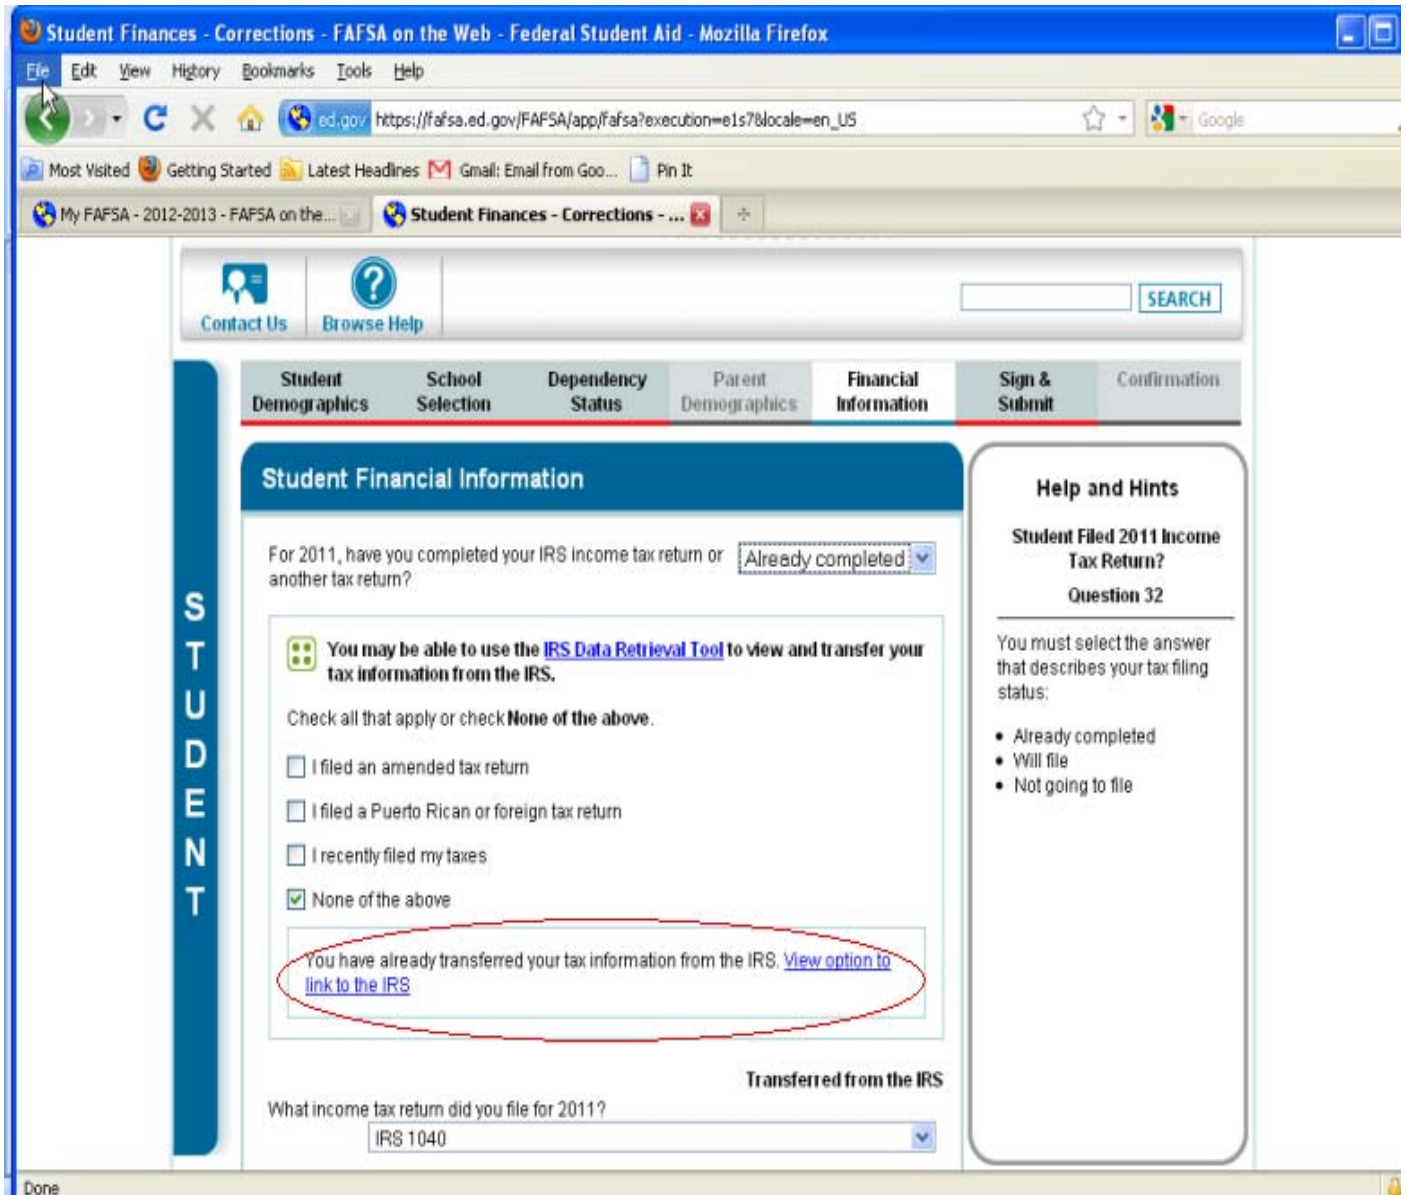 Student Finances - Corrections - FAFSA on the Web - Federal Student Aid - Mozilla Firefox
File Edit View History Bookmarks Tools Help
ed.gov https://fafsa.ed.gov/FAFSA/app/fafsa?execution=e1s7&locale=en_US Google
Most Visited Getting Started Latest Headlines Gmail: Email from Goo... Pin It
My FAFSA - 2012-2013 - FAFSA on the... Student Finances - Corrections - ...
Contact Us Browse Help SEARCH
Student Demographics
School Selection
Dependency Status
Parent Demographics
Financial Information
Sign & Submit
Confirmation
STUDENT
Student Financial Information
For 2011, have you completed your IRS income tax return or
another tax return?
Already completed
You may be able to use the IRS Data Retrieval Tool to view and transfer your
tax information from the IRS.
Check all that apply or check None of the above.
I filed an amended tax return
I filed a Puerto Rican or foreign tax return
I recently filed my taxes
None of the above
You have already transferred your tax information from the IRS. View option to
link to the IRS
Transferred from the IRS
What income tax return did you file for 2011?
IRS 1040
Help and Hints
Student Filed 2011 Income
Tax Return?
Question 32
You must select the answer
that describes your tax filing
status:
• Already completed
• Will file
• Not going to file
Done